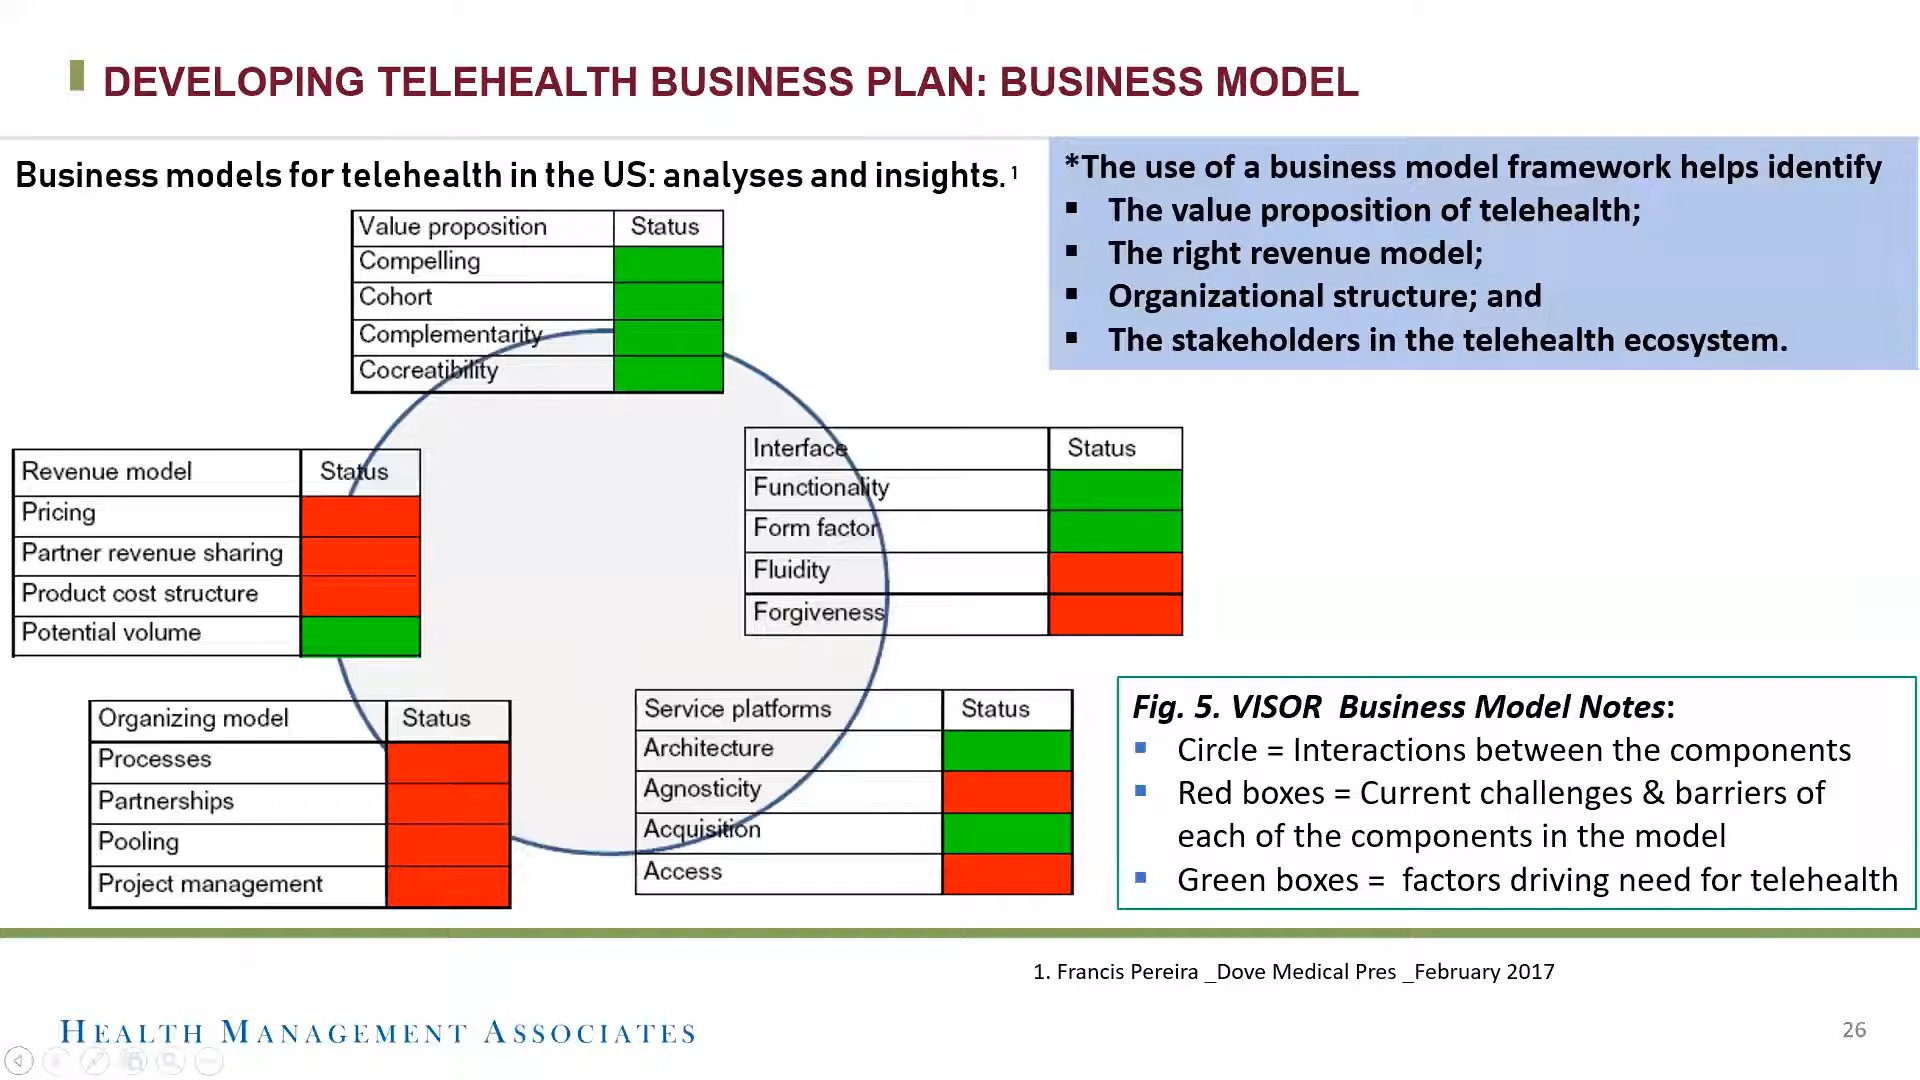 DEVELOPING TELEHEALTH BUSINESS PLAN: BUSINESS MODEL
Business models for telehealth in the US: analyses and insights. 1
*The use of a business model framework helps identify
▪ The value proposition of telehealth;
▪ The right revenue model;
▪ Organizational structure; and
▪ The stakeholders in the telehealth ecosystem.
Value proposition Status
Compelling
Cohort
Complementarity
Cocreatibility
Revenue model Status
Pricing
Partner revenue sharing
Product cost structure
Potential volume
Interface Status
Functionality
Form factor
Fluidity
Forgiveness
Organizing model Status
Processes
Partnerships
Pooling
Project management
Service platforms Status
Architecture
Agnosticity
Acquisition
Access
Fig. 5. VISOR Business Model Notes:
▪ Circle = Interactions between the components
▪ Red boxes = Current challenges & barriers of
each of the components in the model
▪ Green boxes = factors driving need for telehealth
1. Francis Pereira _Dove Medical Pres _February 2017
HEALTH MANAGEMENT ASSOCIATES
26